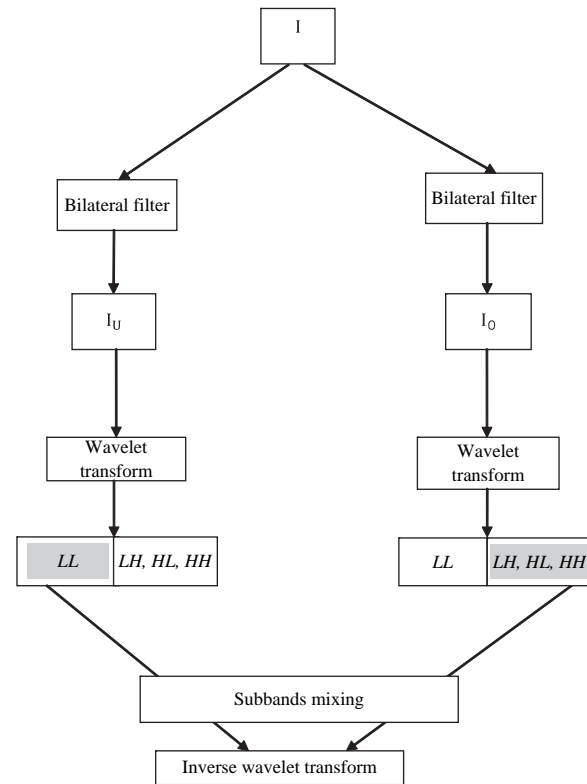 I
Bilateral filter
Bilateral filter
I_U
I_O
Wavelet
transform
Wavelet
transform
LL
LH, HL, HH
LL
LH, HL, HH
Subbands mixing
Inverse wavelet transform